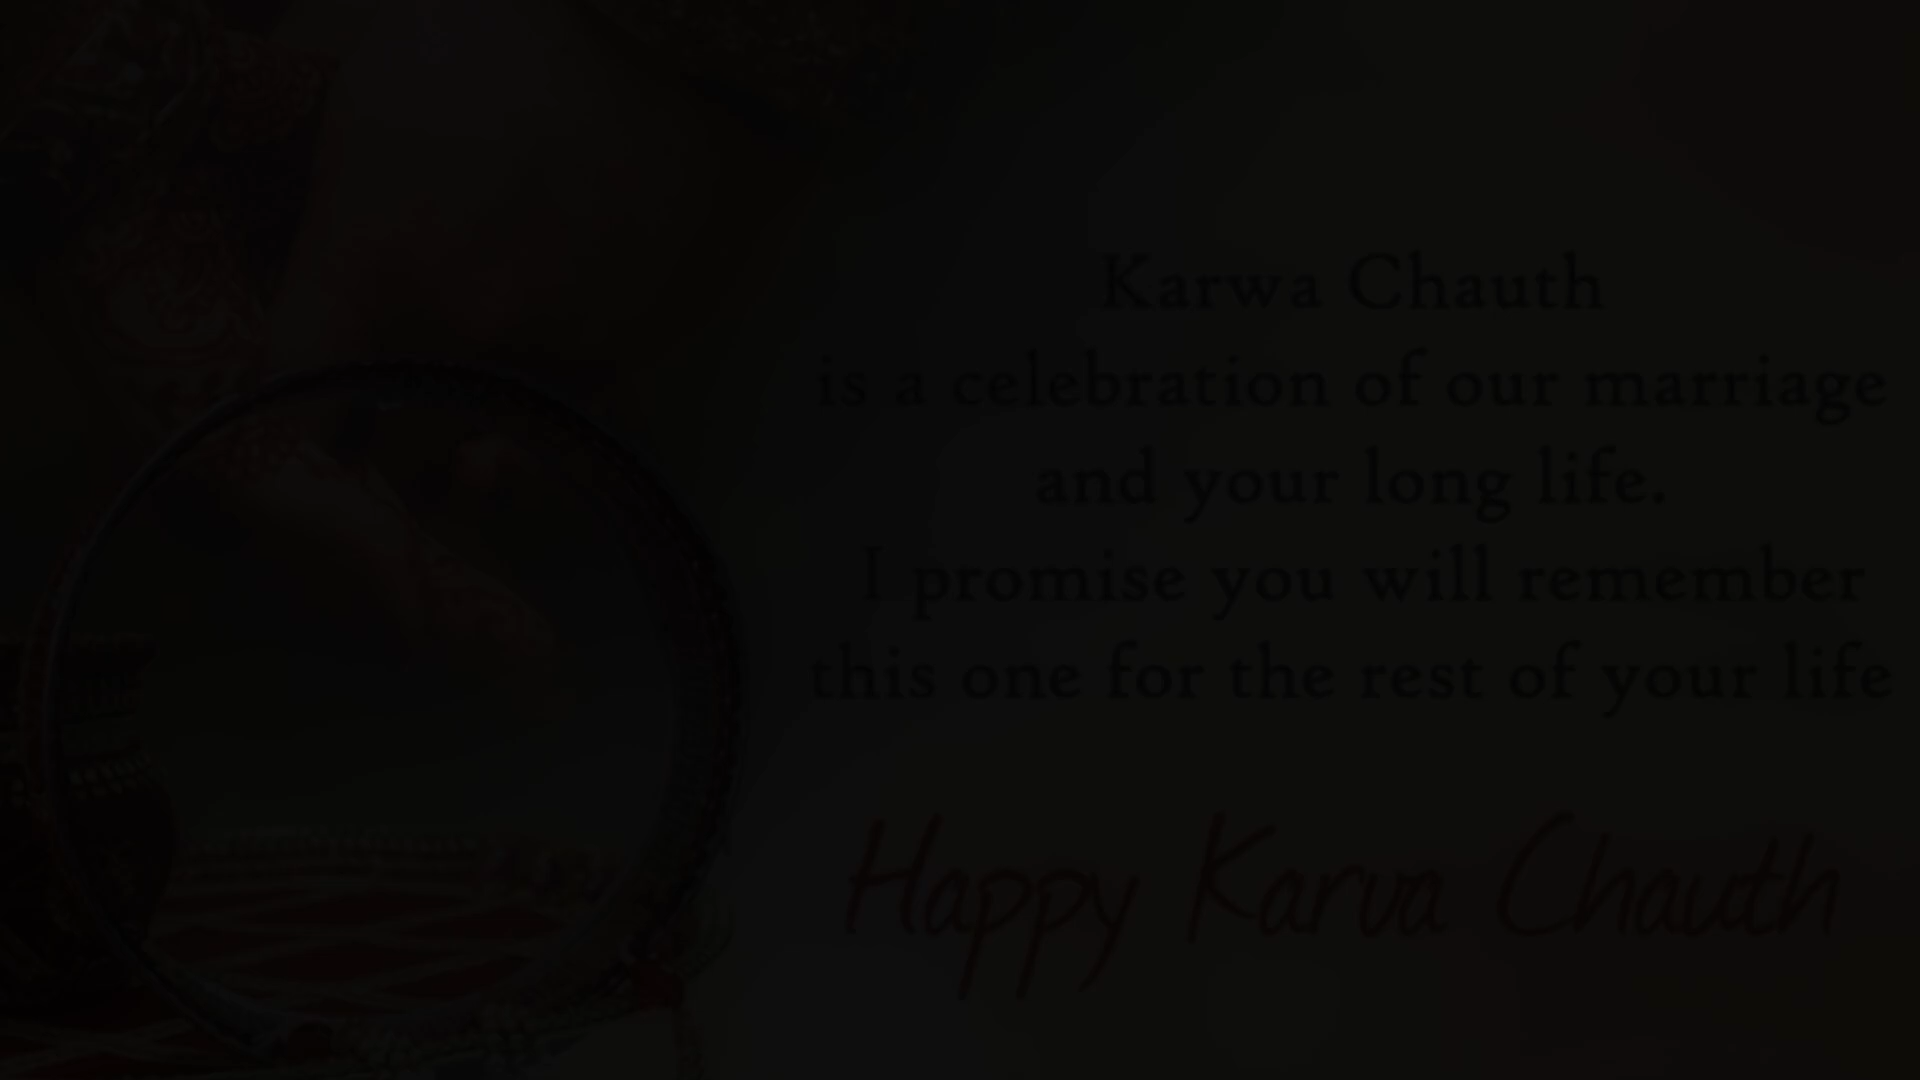 Karwa Chauth
is a celebration of our marriage
and your long life.
I promise you will remember
this one for the rest of your life
Happy Karva Chauth